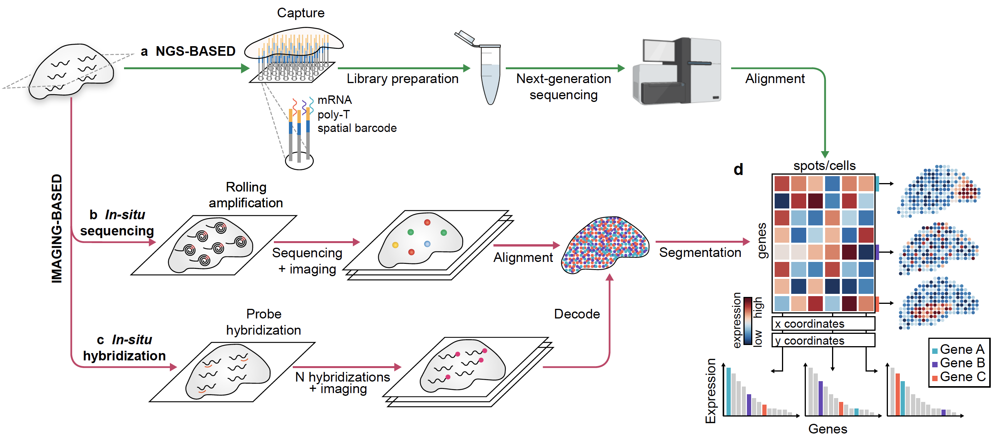 Capture
a NGS-BASED
Library preparation
Next-generation
sequencing
Alignment
mRNA
poly-T
spatial barcode
IMAGING-BASED
b In-situ
sequencing
Rolling
amplification
Sequencing
+ imaging
Alignment
Segmentation
c In-situ
hybridization
Probe
hybridization
N hybridizations
+ imaging
Decode
d
spots/cells
genes
expression
low high
x coordinates
y coordinates
Gene A
Gene B
Gene C
Expression
Genes